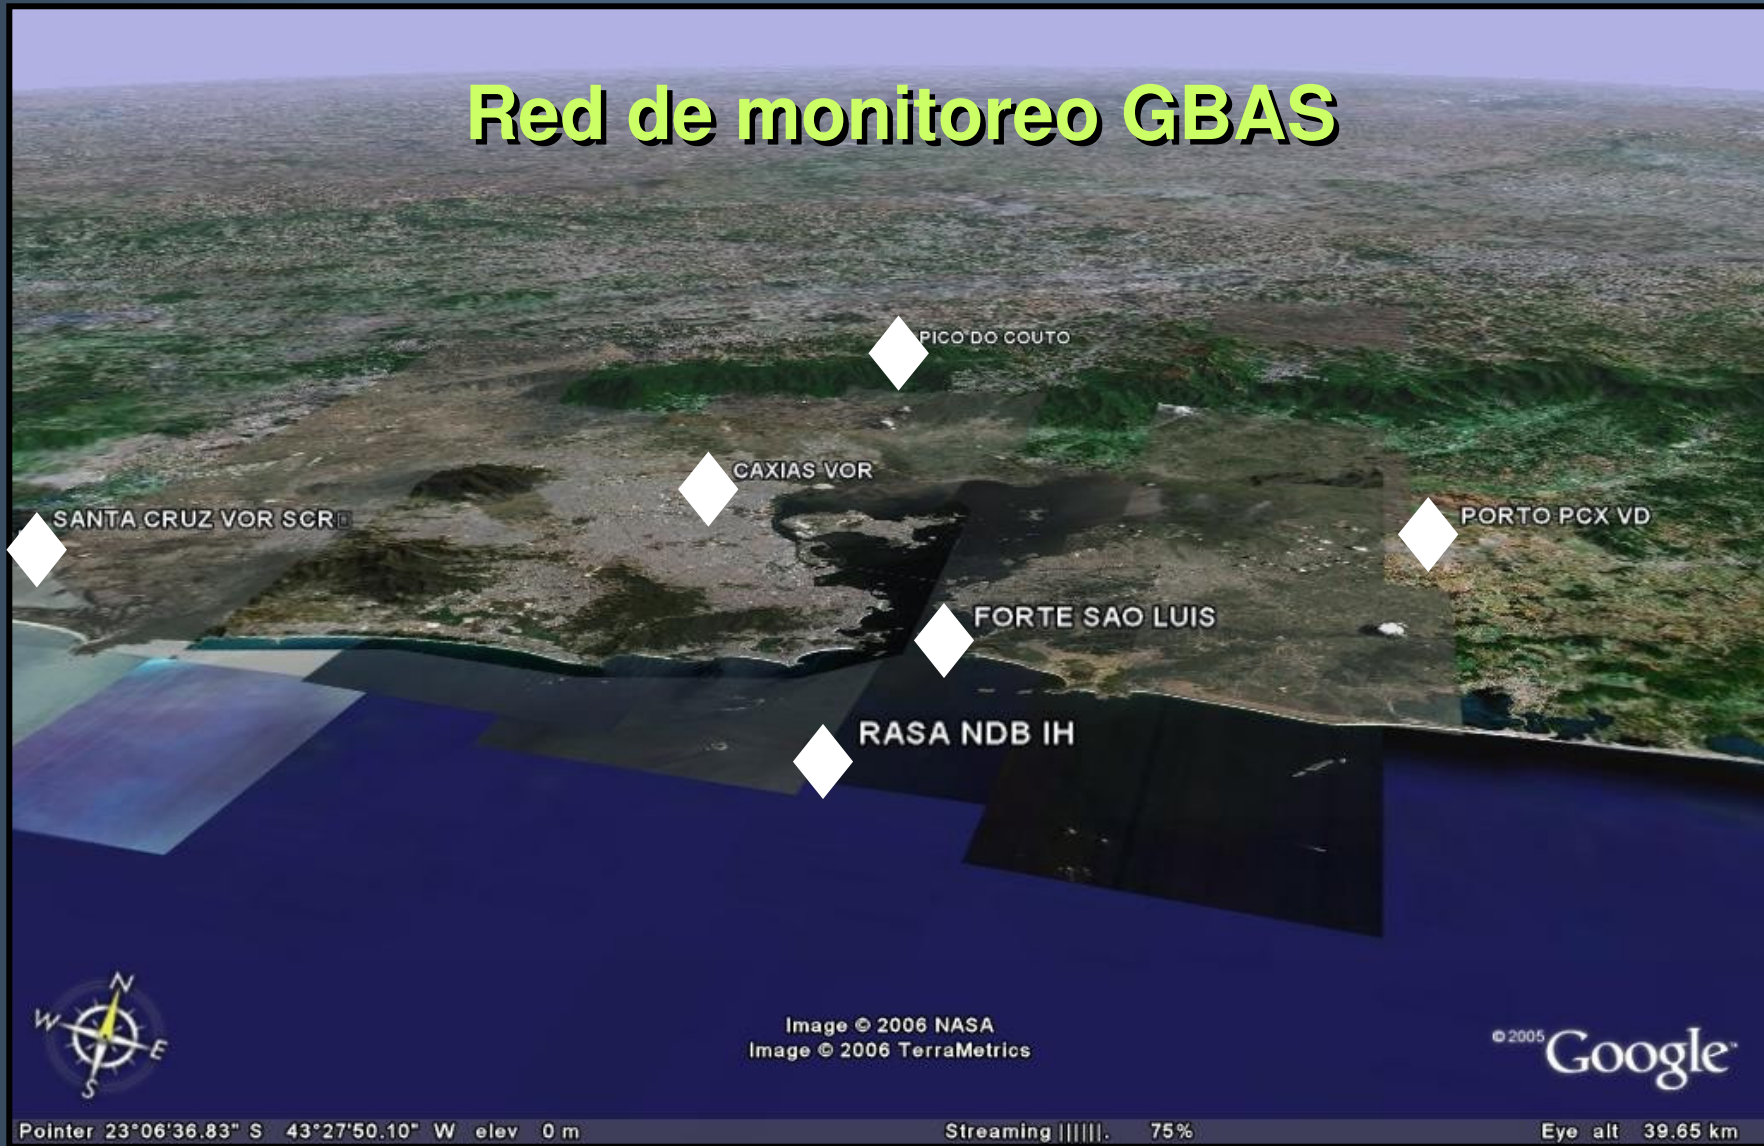 Red de monitoreo GBAS
PICO DO COUTO
CAXIAS VOR
SANTA CRUZ VOR SCR
PORTO PCX VD
FORTE SAO LUIS
RASA NDB IH
N
W
E
S
Image © 2006 NASA
Image © 2006 TerraMetrics
©2005 Google™
Pointer 23°06'36.83" S 43°27'50.10" W elev 0 m Streaming ||||||. 75% Eye alt 39.65 km